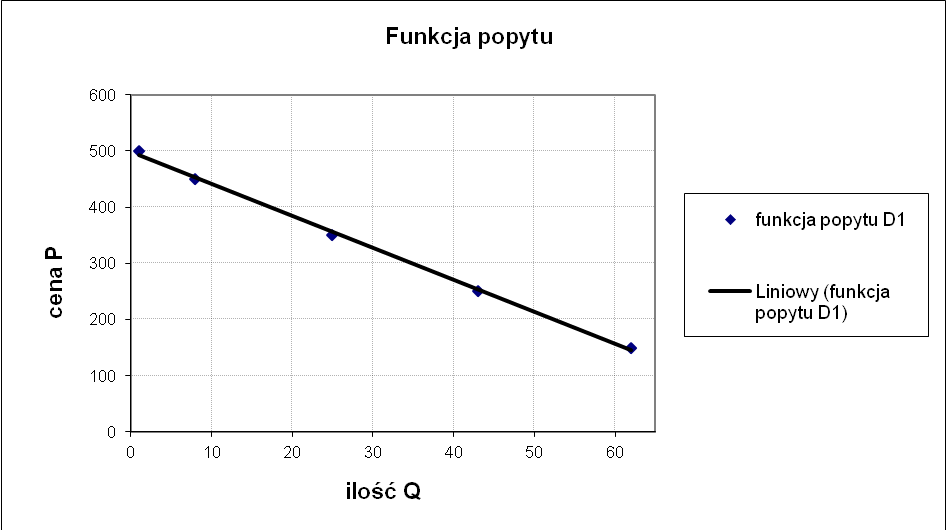 Funkcja popytu
600
500
400
300
200
100
0
0 10 20 30 40 50 60
cena P
ilość Q
funkcja popytu D1
Liniowy (funkcja
popytu D1)